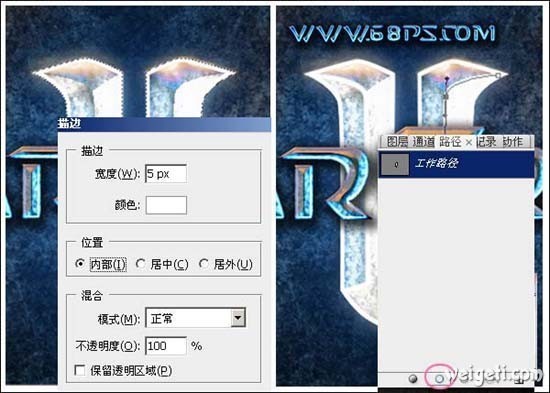 描边
描边
宽度(W): 5 px
颜色:
位置
内部(I) 居中(C) 居外(U)
混合
模式(M): 正常
不透明度(O): 100 %
保留透明区域(P)
WWW.68PS.COM
图层 通道 路径 × 记录 协作
工作路径
weigeti.com